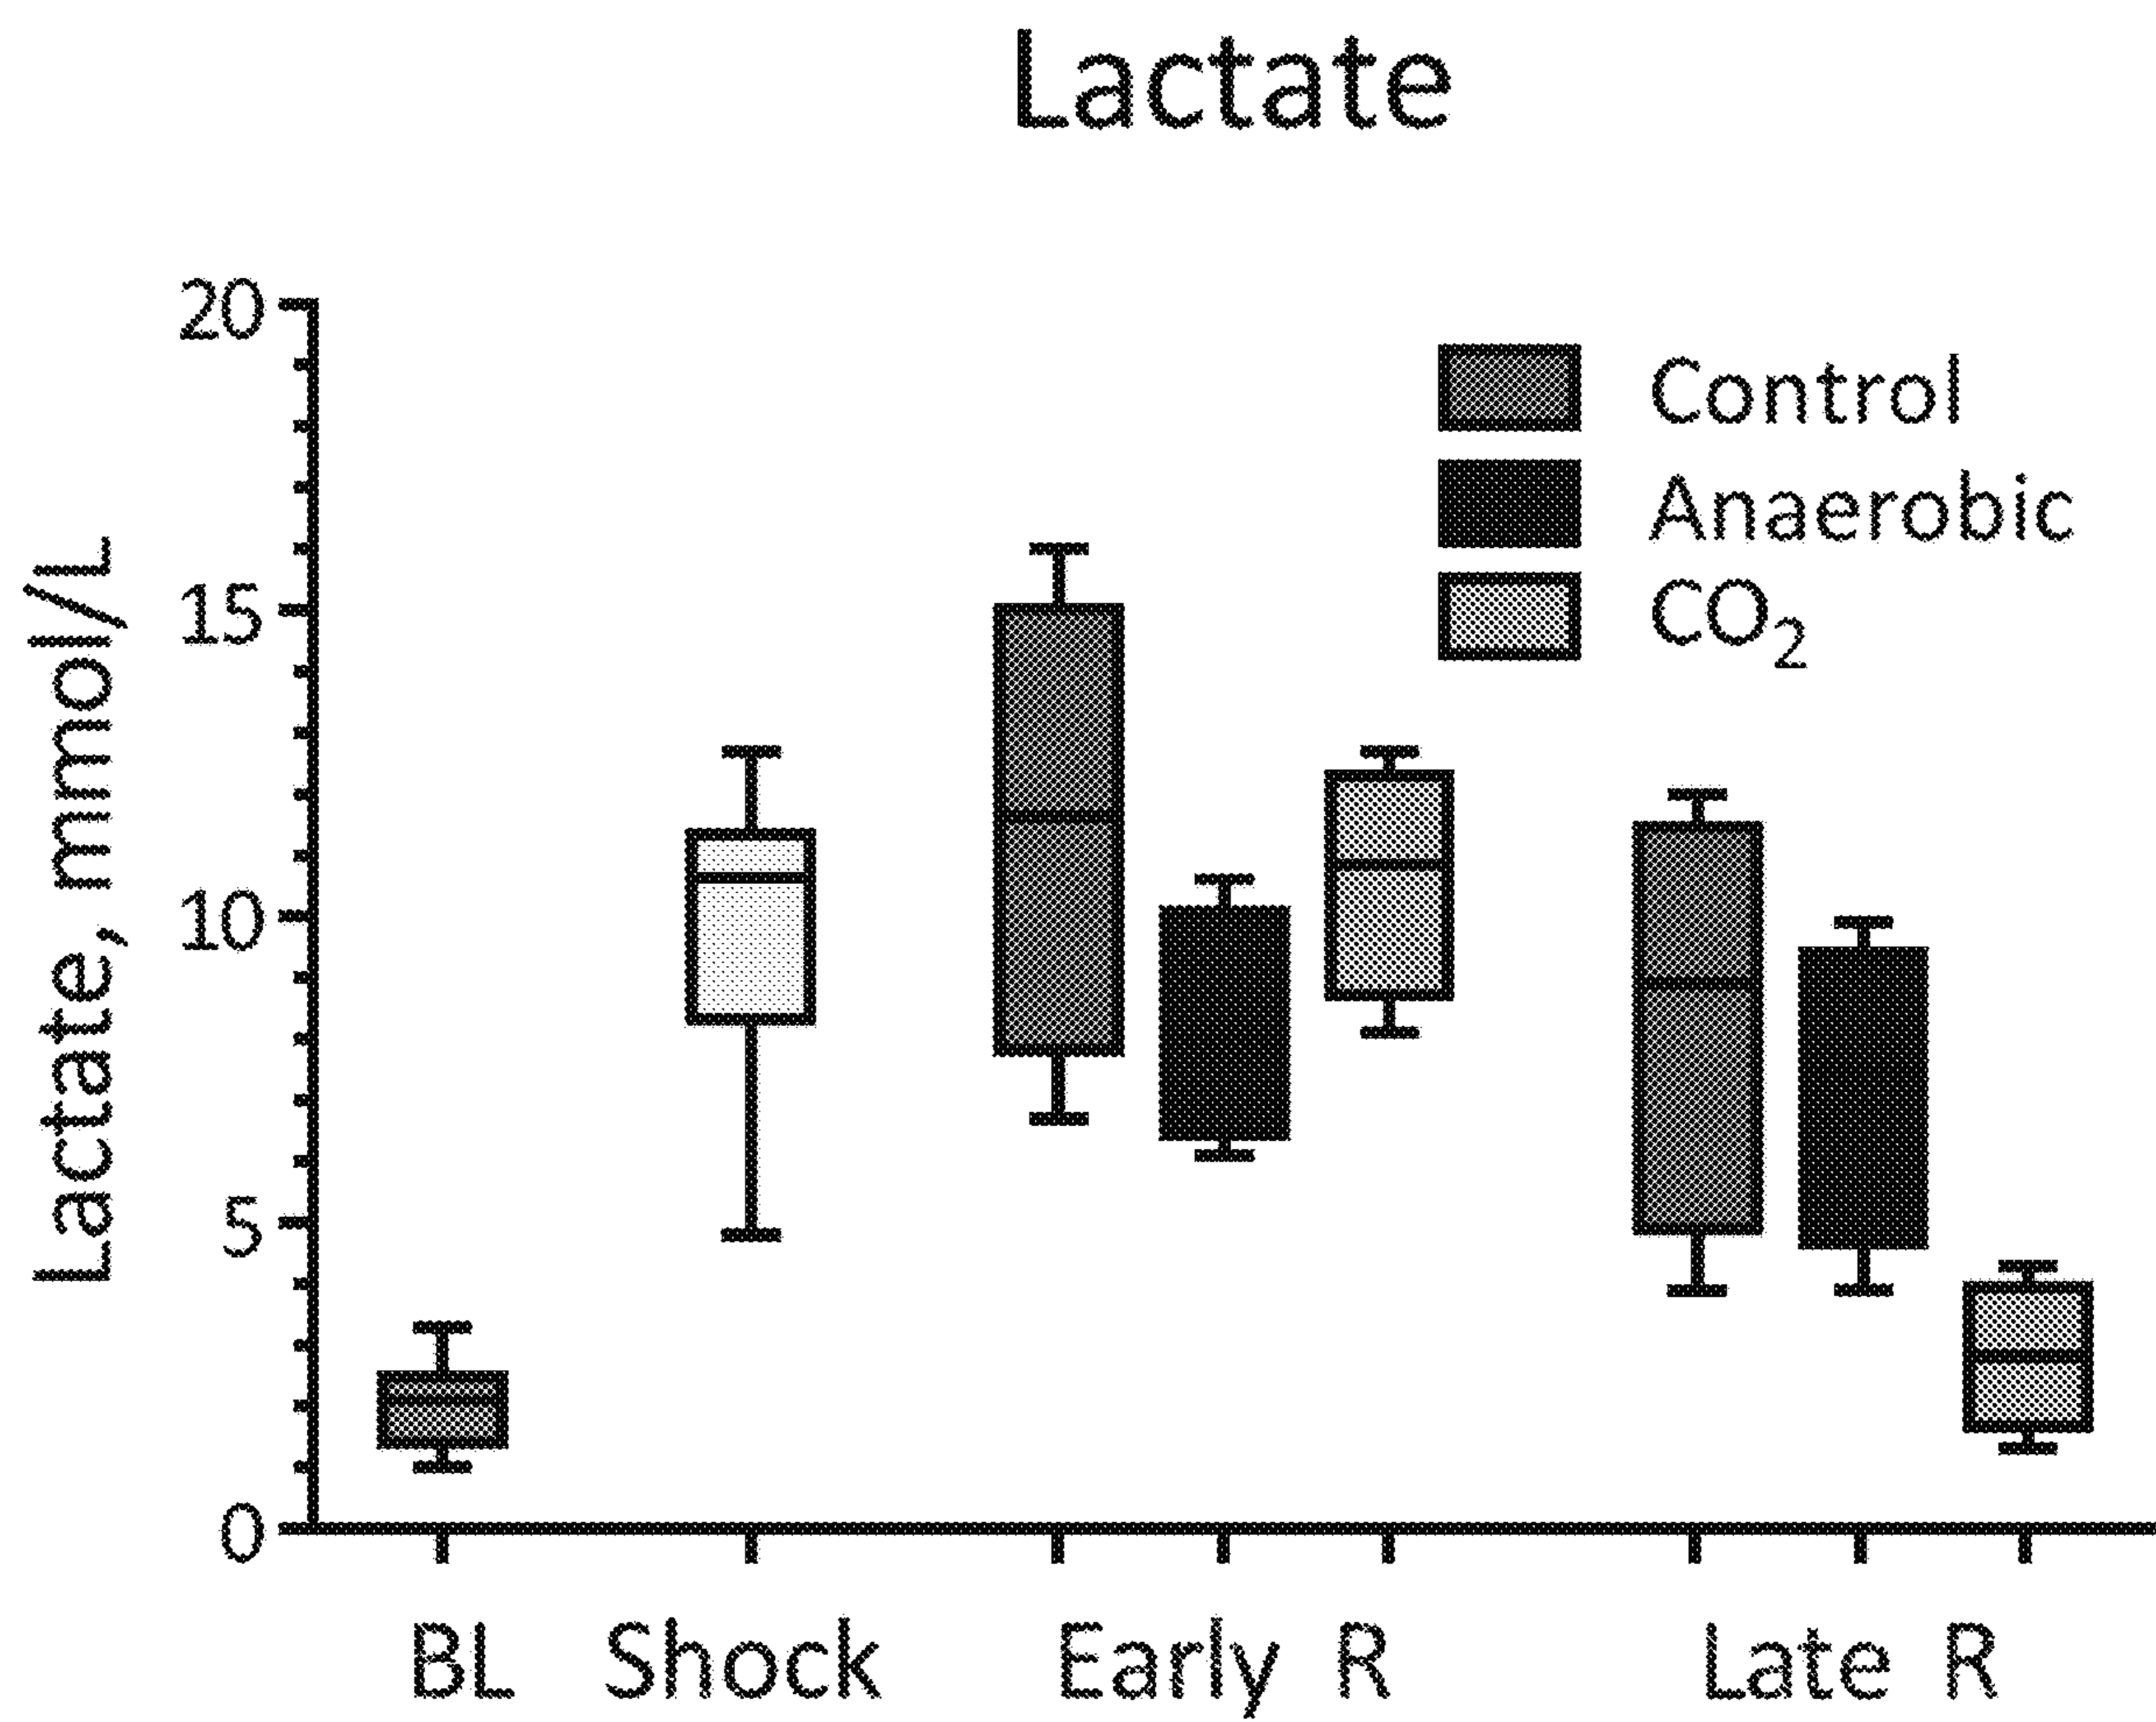 Lactate
Lactate, mmol/L
20
15
10
5
0
Control
Anaerobic
CO₂
BL Shock Early R Late R